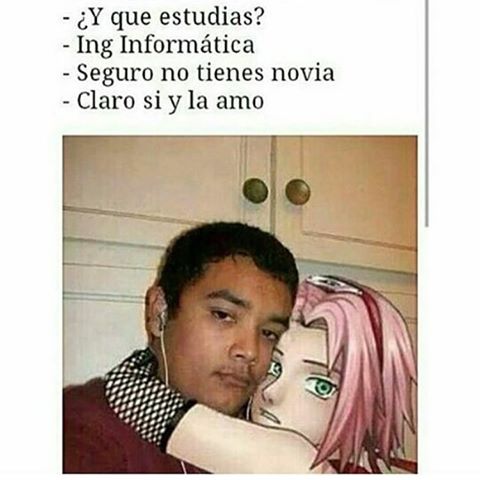 - ¿Y que estudias?
- Ing Informática
- Seguro no tienes novia
- Claro si y la amo